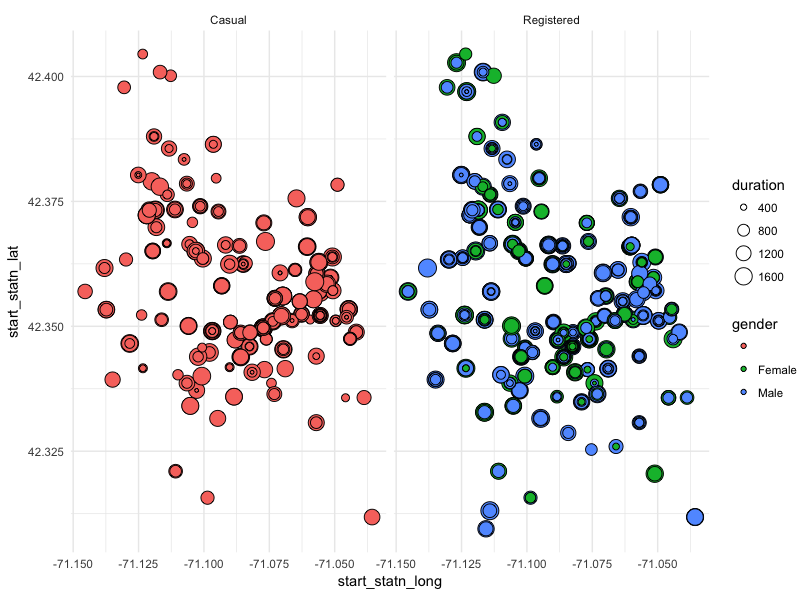 Casual Registered
42.400
42.375
42.350
42.325
-71.150 -71.125 -71.100 -71.075 -71.050 -71.150 -71.125 -71.100 -71.075 -71.050
start_statn_long
start_statn_lat
duration
400
800
1200
1600
gender
Female
Male